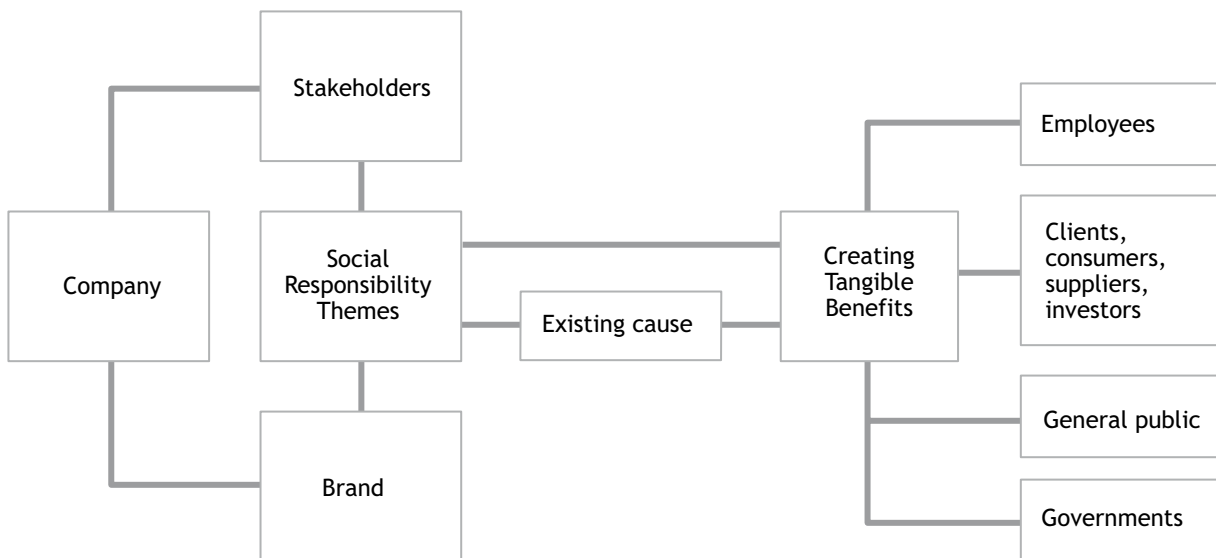 Stakeholders
Company
Social
Responsibility
Themes
Brand
Existing cause
Creating
Tangible
Benefits
Employees
Clients,
consumers,
suppliers,
investors
General public
Governments